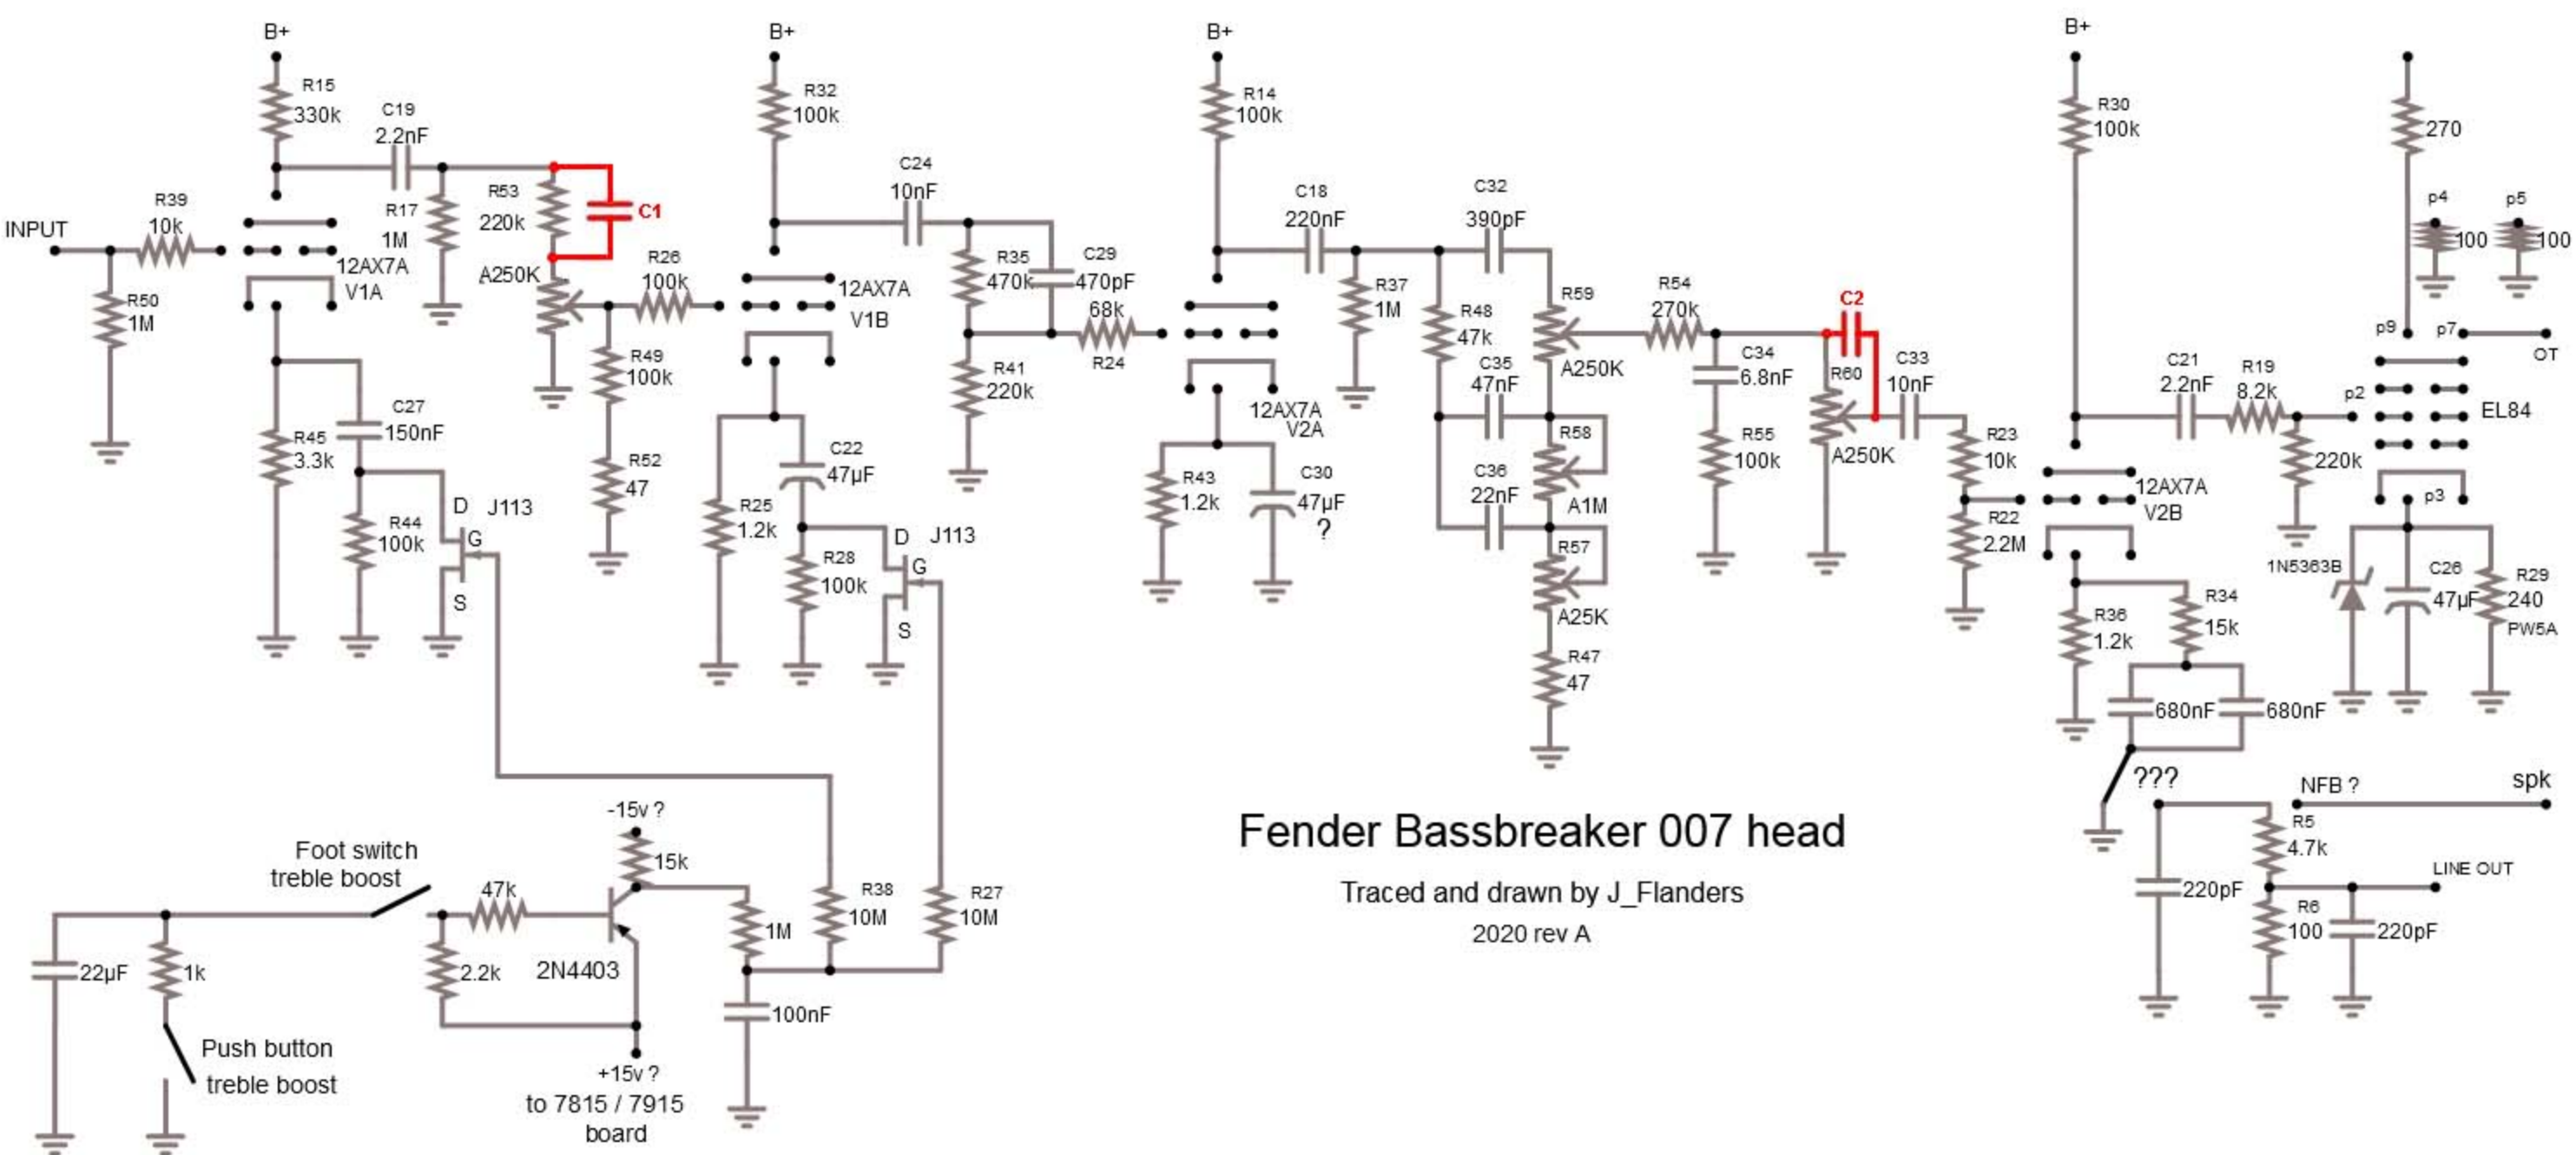 B+
R15
330k
C19
2.2nF
INPUT
R39
10k
R50
1M
12AX7A
V1A
R17
1M
R53
220k
C1
A250K
R26
100k
R49
100k
R52
47
R45
3.3k
C27
150nF
R44
100k
D
G
S
J113
B+
R32
100k
C24
10nF
12AX7A
V1B
R35
470k
C29
470pF
68k
R24
R41
220k
C22
47µF
R25
1.2k
R28
100k
D
G
S
J113
B+
R14
100k
C18
220nF
C32
390pF
R37
1M
R48
47k
12AX7A
V2A
R43
1.2k
C30
47µF
?
C35
47nF
C36
22nF
R59
A250K
R58
A1M
R57
A25K
R47
47
R54
270k
C34
6.8nF
R55
100k
C2
R60
A250K
C33
10nF
R23
10k
R22
2.2M
B+
R30
100k
12AX7A
V2B
R36
1.2k
R34
15k
680nF
680nF
???
C21
2.2nF
R19
8.2k
220k
270
p4
100
p5
100
p9
p7
OT
p2
EL84
p3
1N5363B
C26
47µF
R29
240
PW5A
NFB ?
spk
220pF
R5
4.7k
LINE OUT
R6
100
220pF
Foot switch
treble boost
22µF
1k
Push button
treble boost
47k
2.2k
2N4403
-15v ?
15k
1M
R38
10M
R27
10M
100nF
+15v ?
to 7815 / 7915
board
Fender Bassbreaker 007 head
Traced and drawn by J_Flanders
2020 rev A